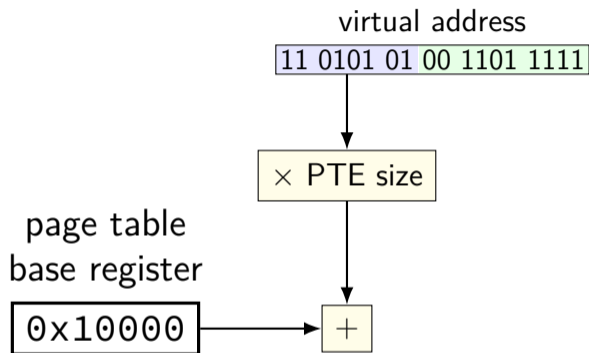 virtual address
11 0101 01 00 1101 1111
× PTE size
page table
base register
0x10000
+